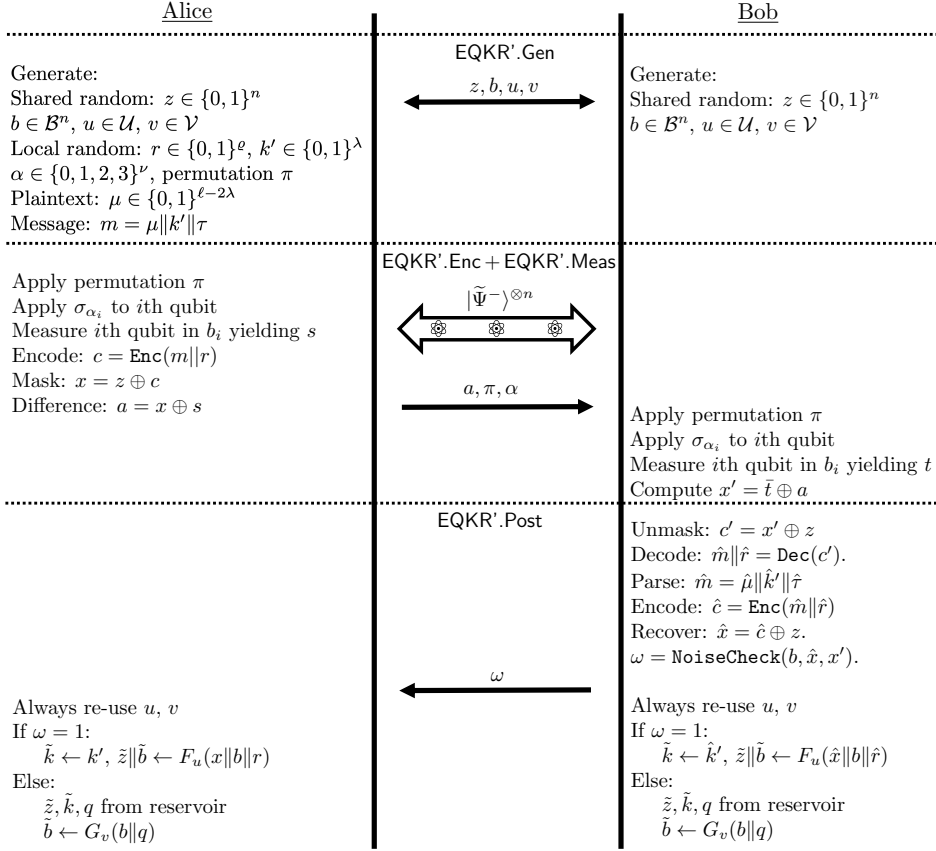 Alice
Bob
EQKR'.Gen
z, b, u, v
Generate:
Shared random: z ∈ {0, 1}ⁿ
b ∈ ℬⁿ, u ∈ 𝒰, v ∈ 𝒱
Local random: r ∈ {0, 1}^ϱ, k′ ∈ {0, 1}^λ
α ∈ {0, 1, 2, 3}^ν, permutation π
Plaintext: μ ∈ {0, 1}^{ℓ−2λ}
Message: m = μ‖k′‖τ
Generate:
Shared random: z ∈ {0, 1}ⁿ
b ∈ ℬⁿ, u ∈ 𝒰, v ∈ 𝒱
EQKR'.Enc + EQKR'.Meas
|Ψ̃⁻⟩^{⊗n}
Apply permutation π
Apply σ_{α_i} to ith qubit
Measure ith qubit in b_i yielding s
Encode: c = Enc(m||r)
Mask: x = z ⊕ c
Difference: a = x ⊕ s
a, π, α
Apply permutation π
Apply σ_{α_i} to ith qubit
Measure ith qubit in b_i yielding t
Compute x′ = t̄ ⊕ a
EQKR'.Post
Unmask: c′ = x′ ⊕ z
Decode: m̂‖r̂ = Dec(c′).
Parse: m̂ = μ̂‖k̂′‖τ̂
Encode: ĉ = Enc(m̂‖r̂)
Recover: x̂ = ĉ ⊕ z.
ω = NoiseCheck(b, x̂, x′).
ω
Always re-use u, v
If ω = 1:
k̃ ← k′, z̃‖b̃ ← F_u(x‖b‖r)
Else:
z̃, k̃, q from reservoir
b̃ ← G_v(b‖q)
Always re-use u, v
If ω = 1:
k̃ ← k̂′, z̃‖b̃ ← F_u(x̂‖b‖r̂)
Else:
z̃, k̃, q from reservoir
b̃ ← G_v(b‖q)